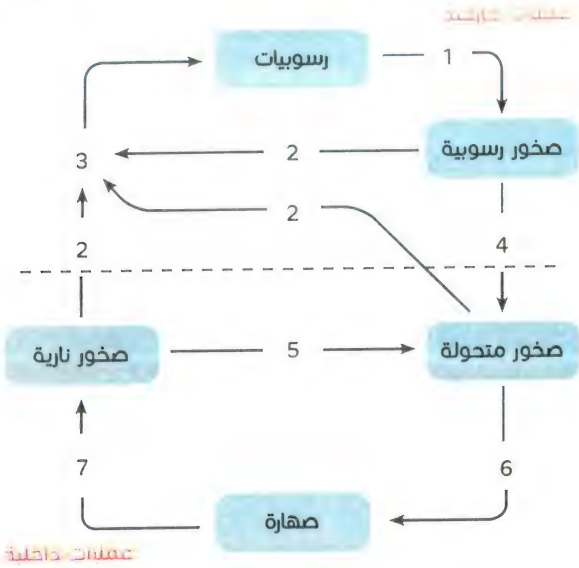 عمليات خارجية
رسوبيات
1
صخور رسوبية
2
3
2
2
4
صخور نارية
5
صخور متحولة
7
6
صهارة
عمليات داخلية